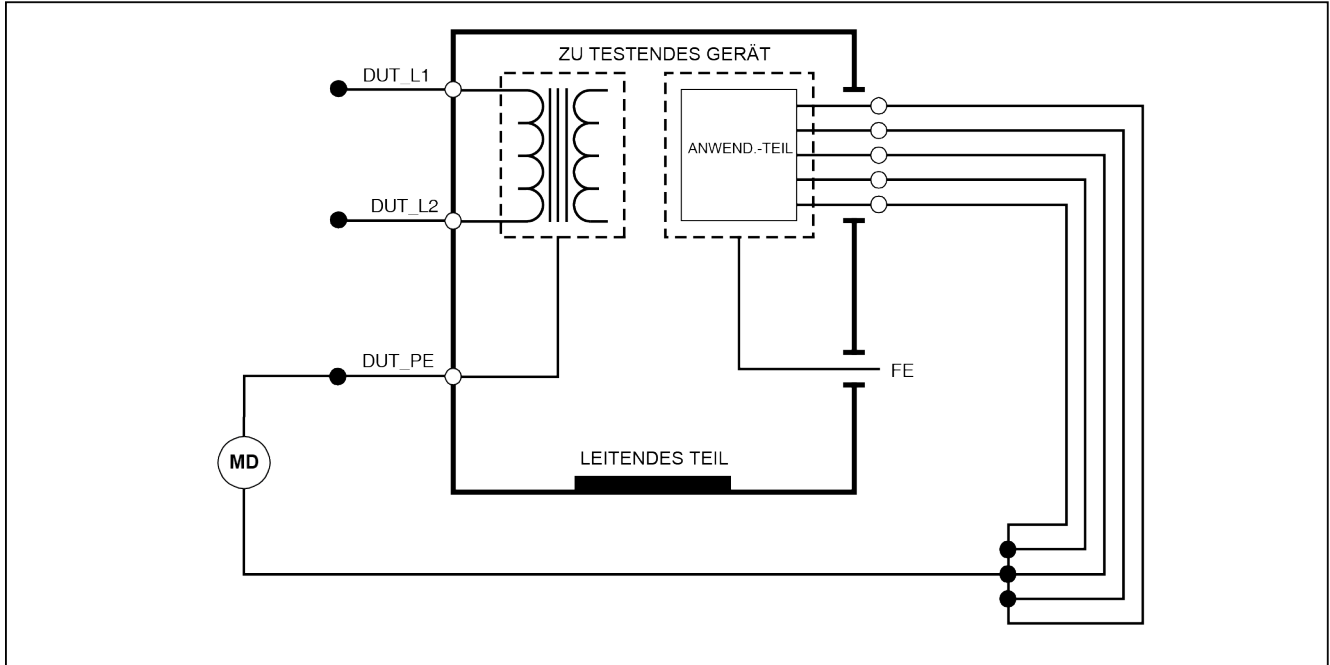 ZU TESTENDES GERÄT
DUT_L1
ANWEND.-TEIL
DUT_L2
DUT_PE
FE
MD
LEITENDES TEIL